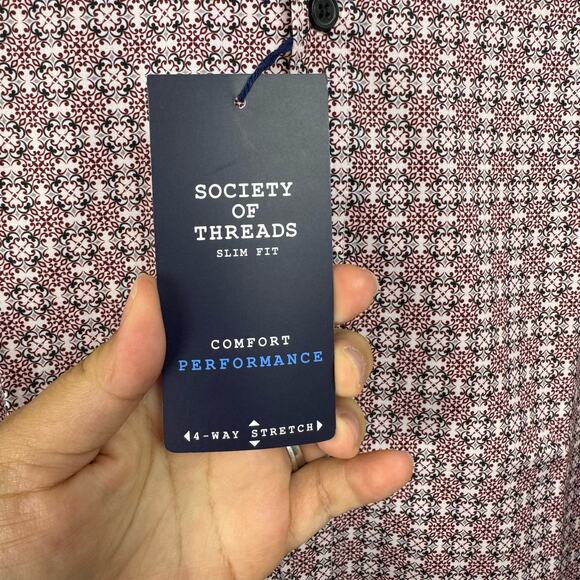 SOCIETY
OF
THREADS
SLIM FIT
COMFORT
PERFORMANCE
4-WAY STRETCH